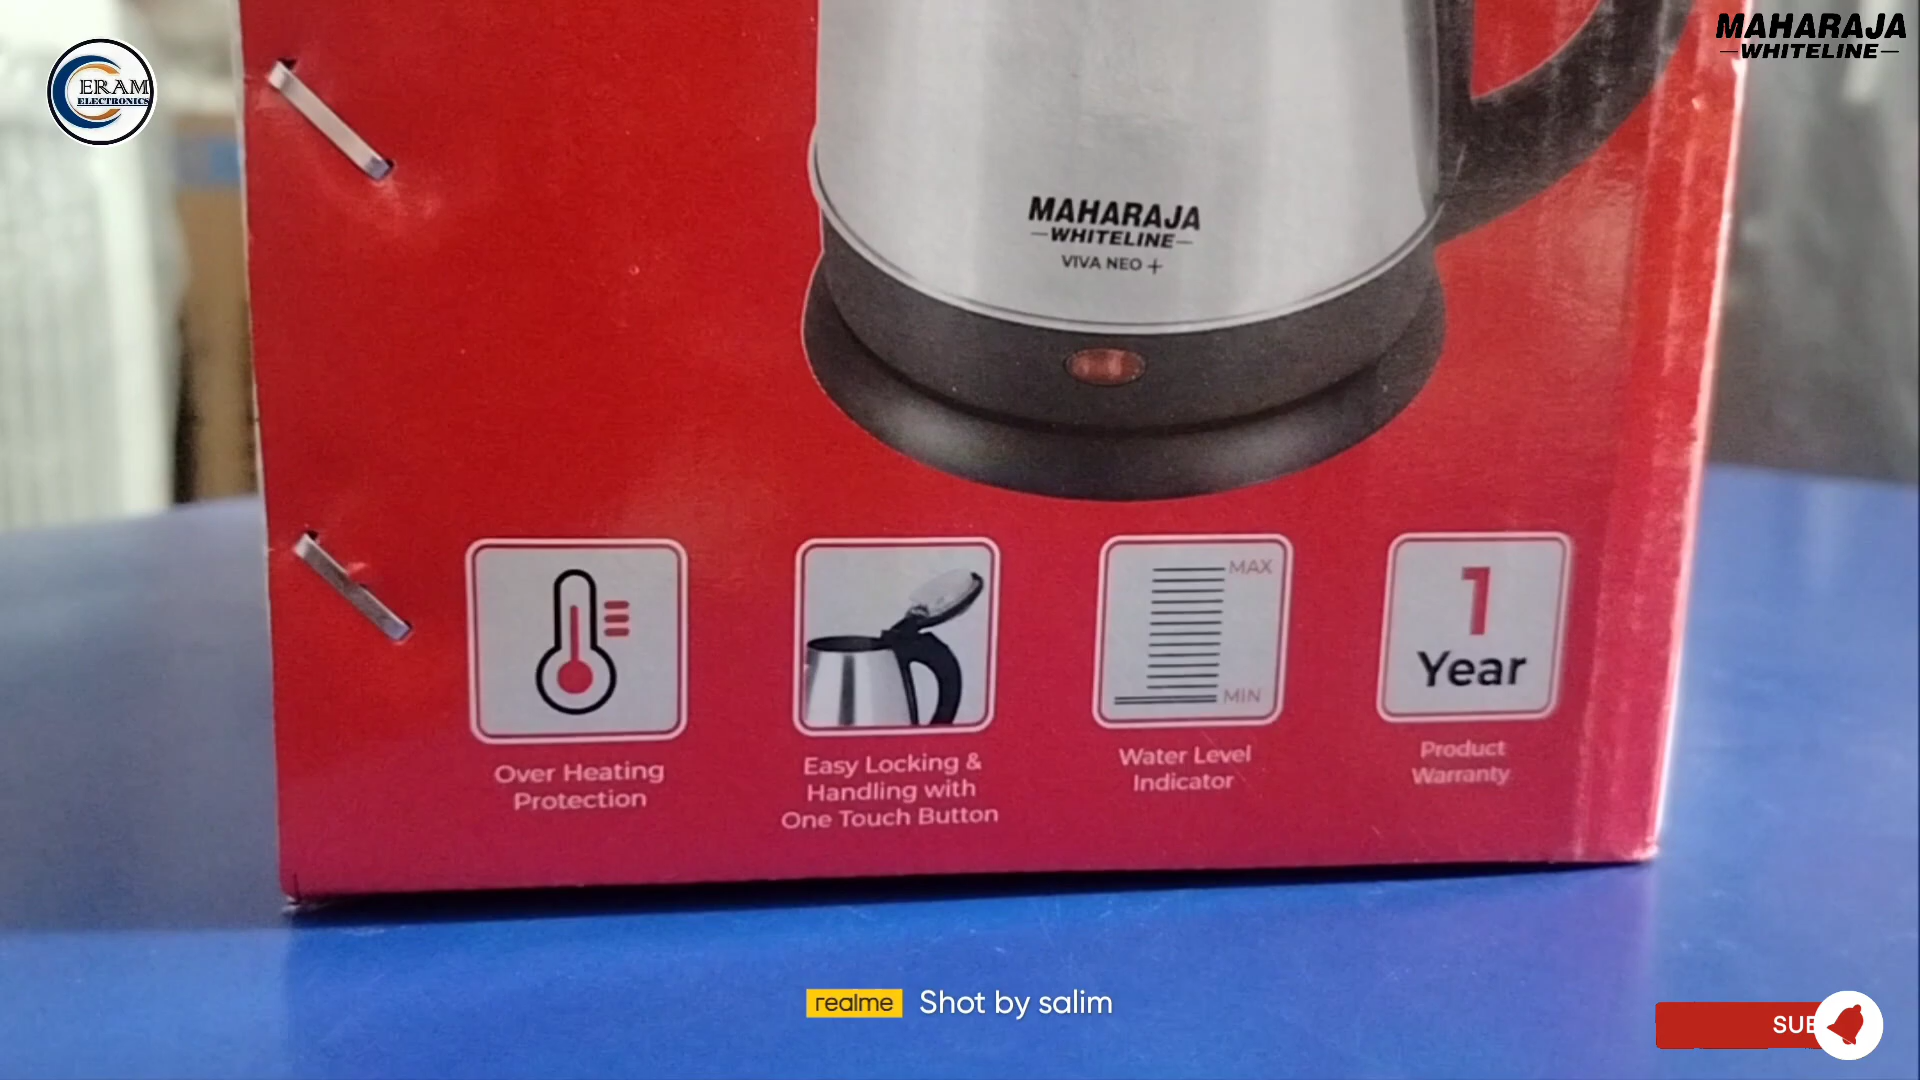 ERAM
ELECTRONICS
MAHARAJA
WHITELINE
MAHARAJA
WHITELINE
VIVA NEO +
MAX
MIN
1
Year
Over Heating
Protection
Easy Locking &
Handling with
One Touch Button
Water Level
Indicator
Product
Warranty
realme Shot by salim
SUB